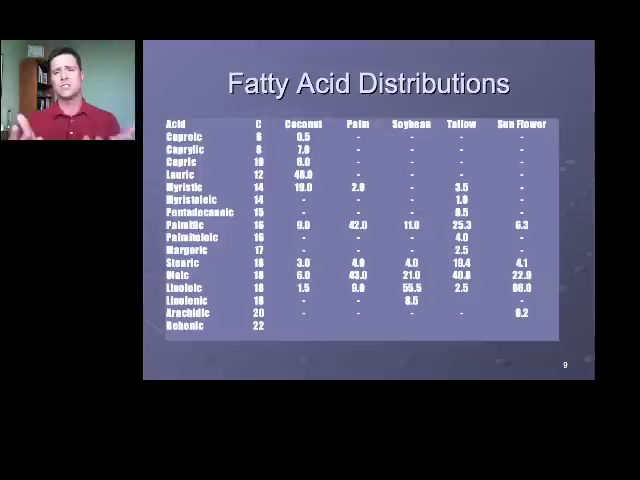 Fatty Acid Distributions
Acid C Coconut Palm Soybean Tallow Sun Flower
Caproic 6 0.5 - - - -
Caprylic 8 7.0 - - - -
Capric 10 6.0 - - - -
Lauric 12 48.0 - - - -
Myristic 14 19.0 2.0 - 3.5 -
Myristoleic 14 - - - 1.0 -
Pentadecanoic 15 - - - 0.5 -
Palmitic 16 9.0 42.0 11.0 25.3 6.3
Palmitoleic 16 - - - 4.0 -
Margeric 17 - - - 2.5 -
Stearic 18 3.0 4.0 4.0 19.4 4.1
Oleic 18 6.0 43.0 21.0 40.8 22.9
Linoleic 18 1.5 9.0 55.5 2.5 66.0
Linolenic 18 - - 8.5 -
Arachidic 20 - - - - 0.2
Behenic 22
9